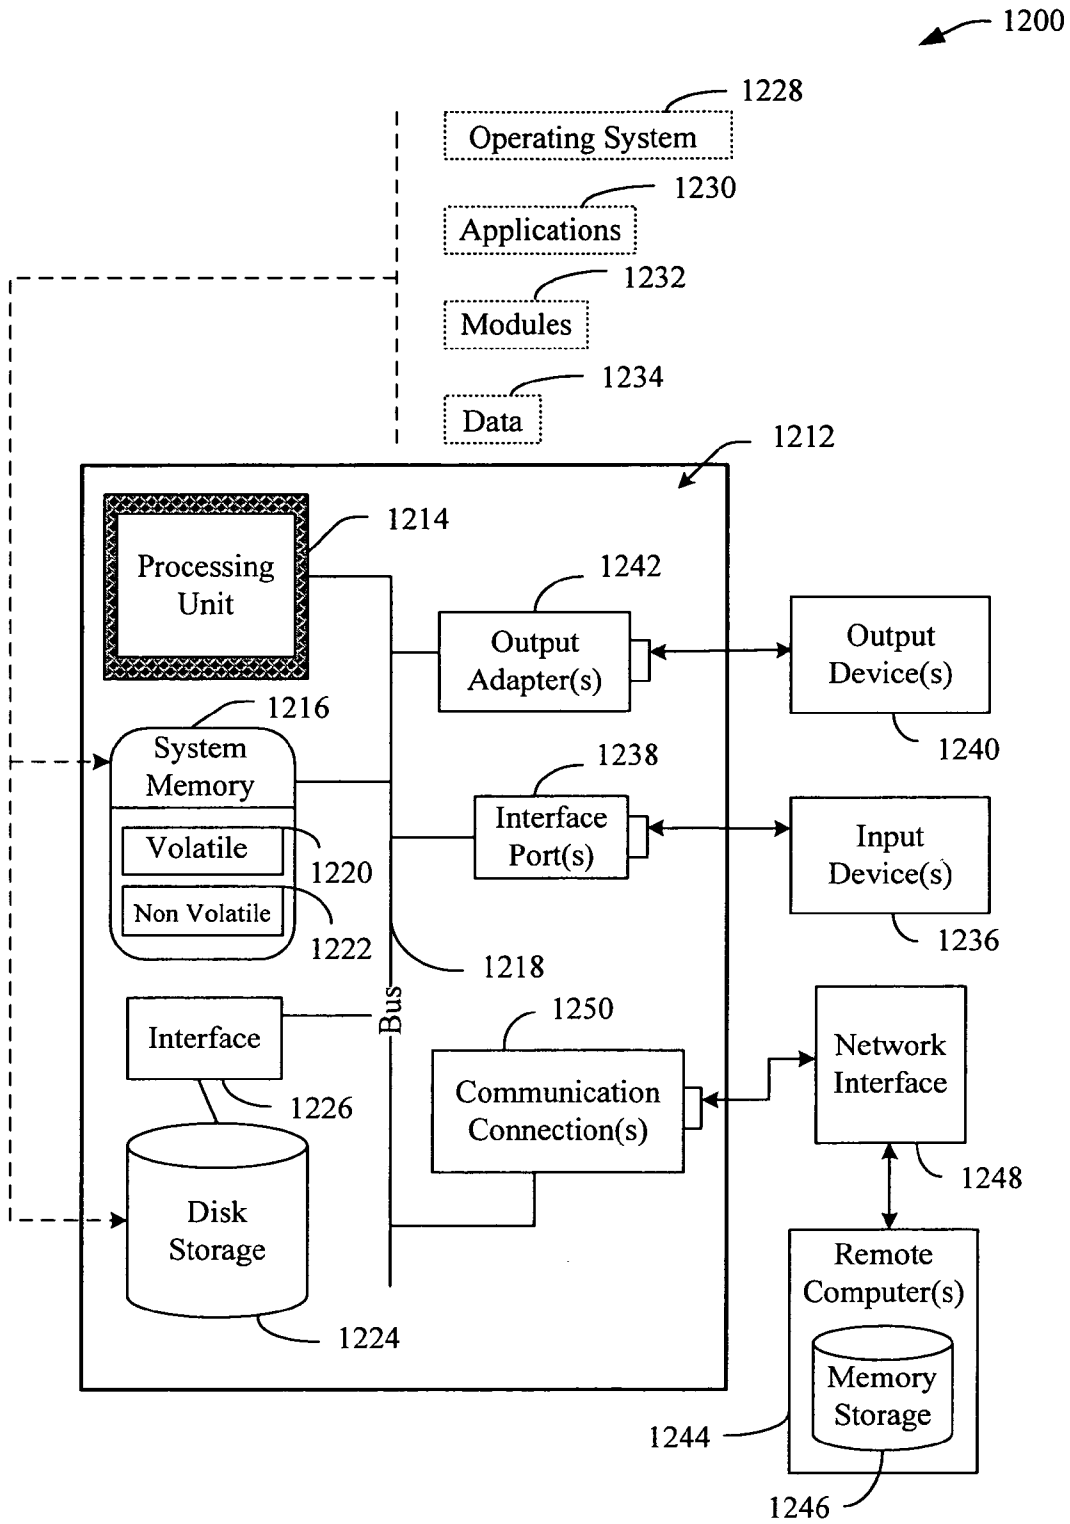 1200
1228
Operating System
1230
Applications
1232
Modules
1234
Data
1212
1214
Processing
Unit
1242
Output
Adapter(s)
Output
Device(s)
1240
1216
System
Memory
Volatile
1220
Non Volatile
1222
1238
Interface
Port(s)
Input
Device(s)
1236
1218
Bus
Interface
1226
1250
Communication
Connection(s)
Network
Interface
1248
Disk
Storage
1224
Remote
Computer(s)
Memory
Storage
1244
1246